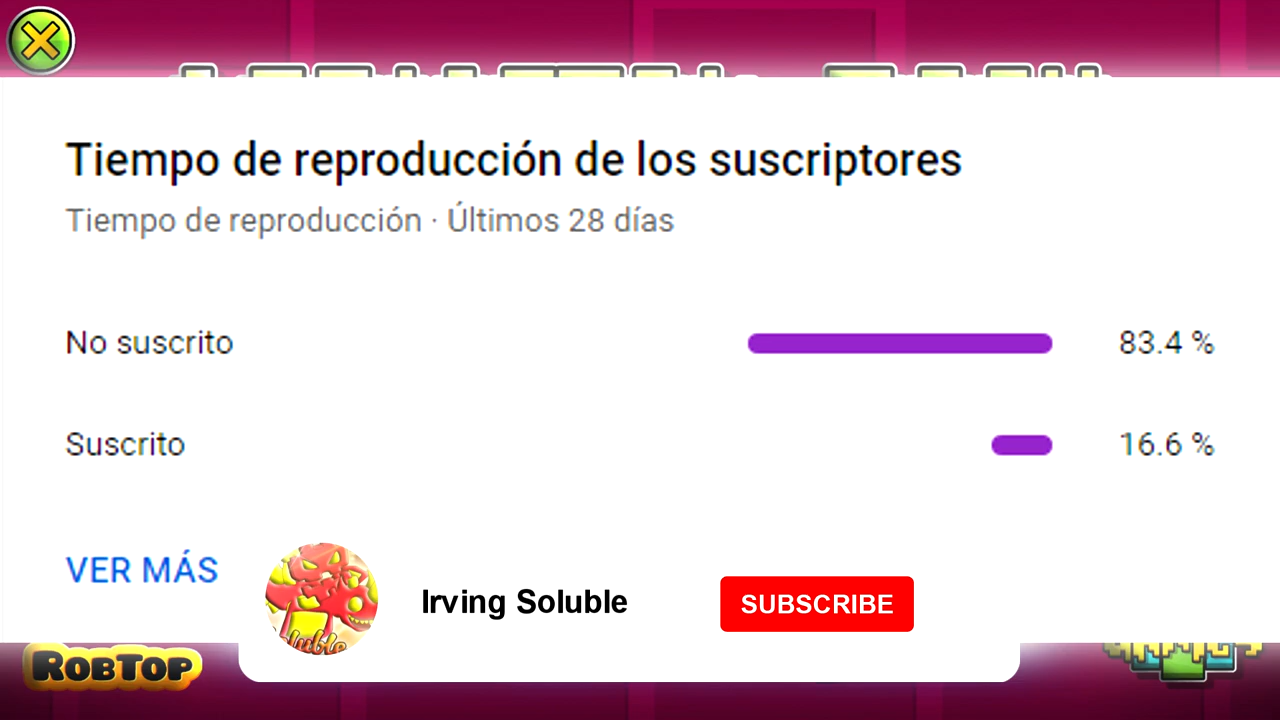 Tiempo de reproducción de los suscriptores
Tiempo de reproducción · Últimos 28 días
No suscrito 83.4 %
Suscrito 16.6 %
VER MÁS
Soluble
Irving Soluble
SUBSCRIBE
ROBTOP